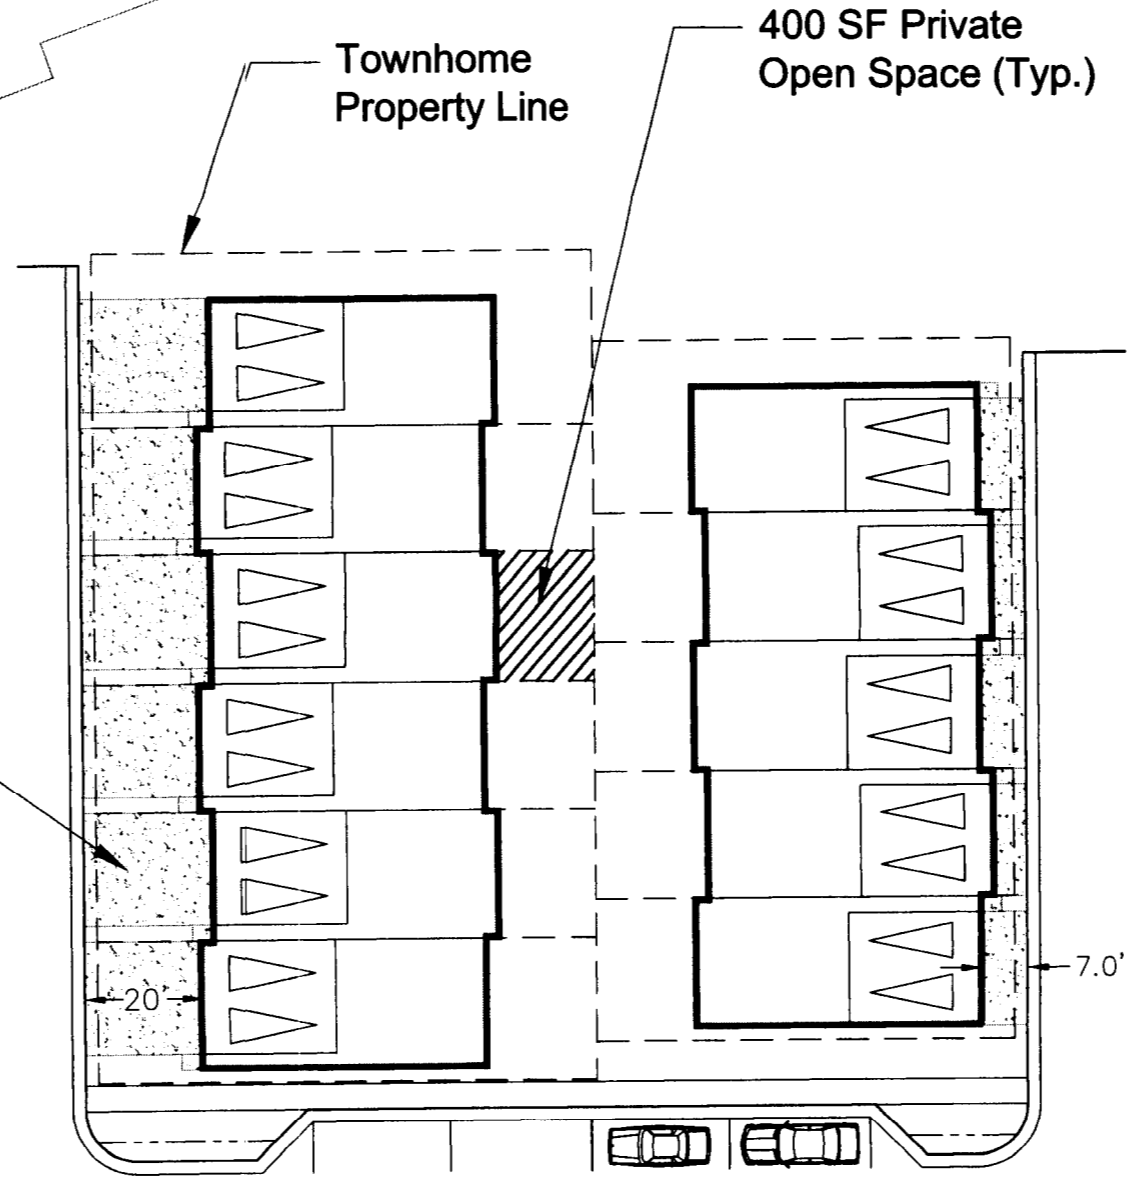 Townhome
Property Line
400 SF Private
Open Space (Typ.)
20'
7.0'